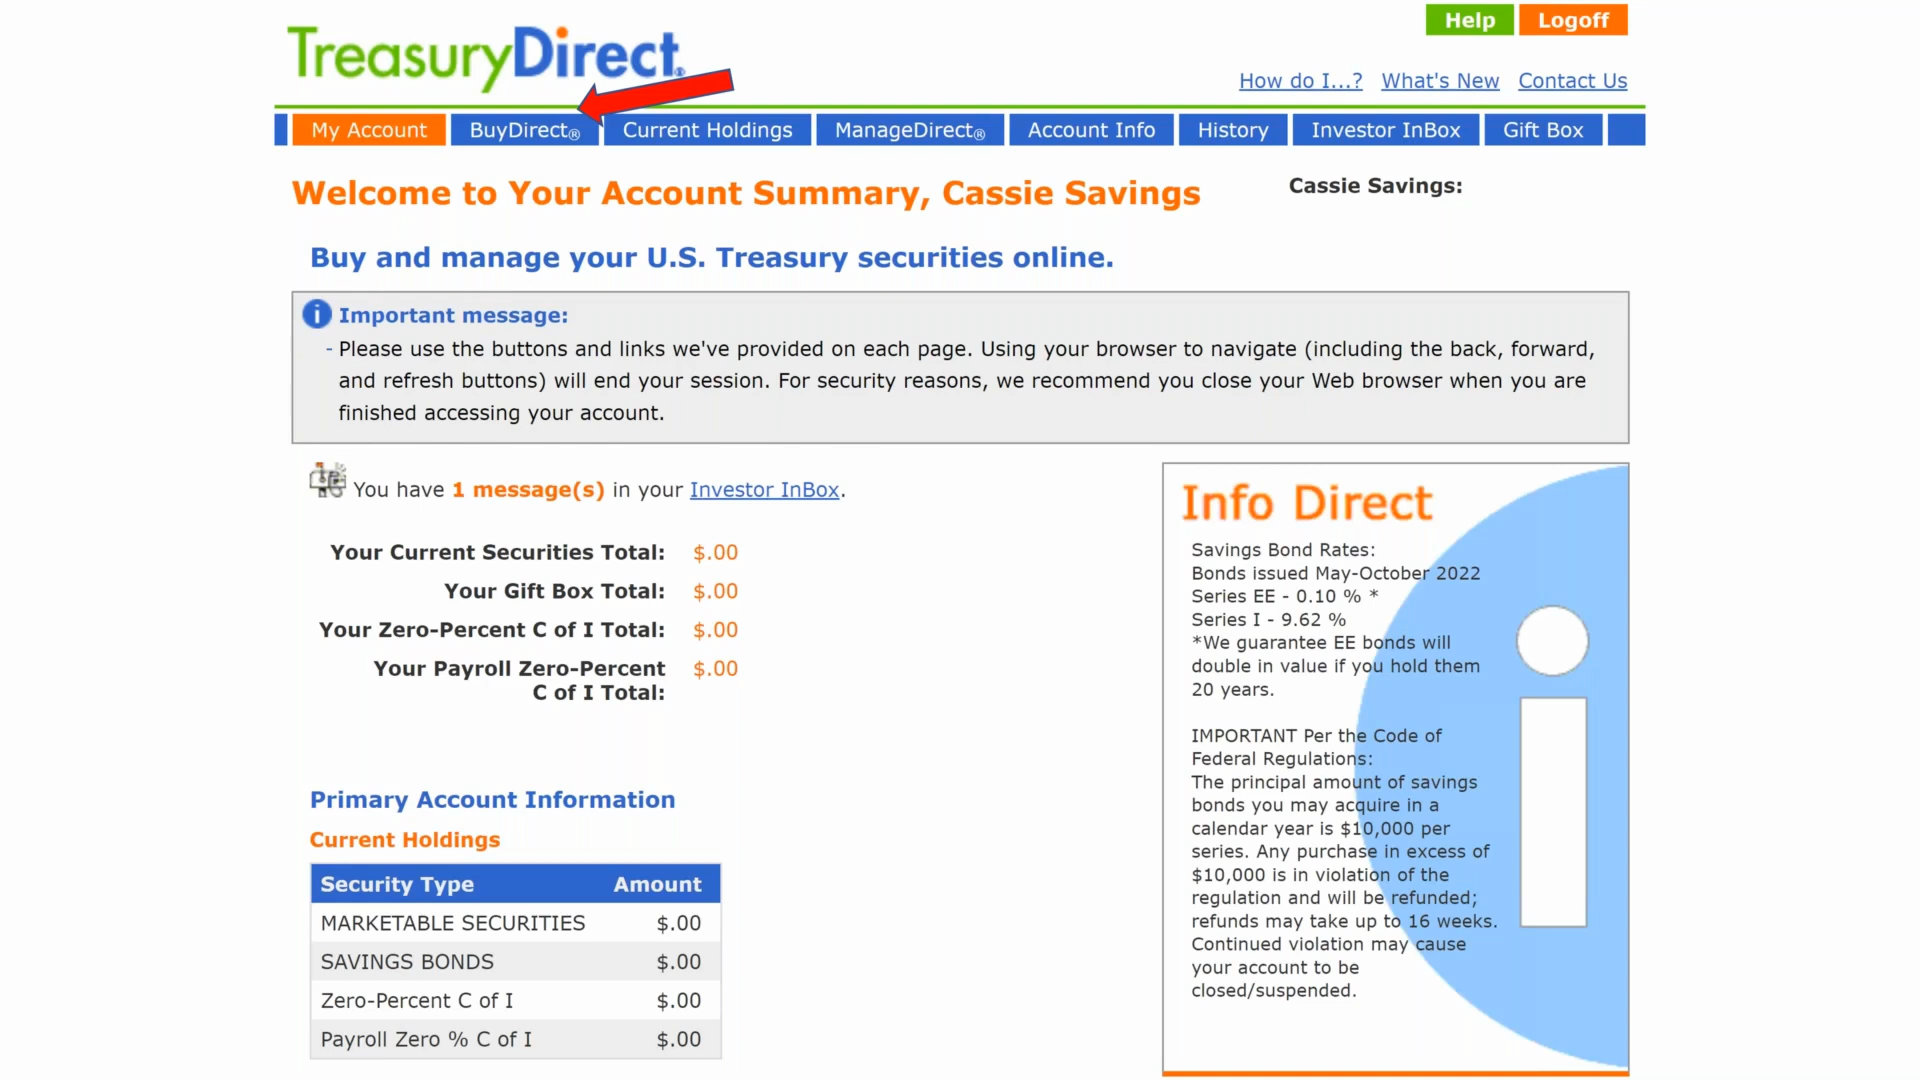 Help Logoff
TreasuryDirect®
How do I...? What's New Contact Us
My Account BuyDirect® Current Holdings ManageDirect® Account Info History Investor InBox Gift Box
Welcome to Your Account Summary, Cassie Savings
Cassie Savings:
Buy and manage your U.S. Treasury securities online.
Important message:
- Please use the buttons and links we've provided on each page. Using your browser to navigate (including the back, forward,
and refresh buttons) will end your session. For security reasons, we recommend you close your Web browser when you are
finished accessing your account.
You have 1 message(s) in your Investor InBox.
Your Current Securities Total: $.00
Your Gift Box Total: $.00
Your Zero-Percent C of I Total: $.00
Your Payroll Zero-Percent $.00
C of I Total:
Primary Account Information
Current Holdings
Security Type Amount
MARKETABLE SECURITIES $.00
SAVINGS BONDS $.00
Zero-Percent C of I $.00
Payroll Zero % C of I $.00
Info Direct
Savings Bond Rates:
Bonds issued May-October 2022
Series EE - 0.10 % *
Series I - 9.62 %
*We guarantee EE bonds will
double in value if you hold them
20 years.
IMPORTANT Per the Code of
Federal Regulations:
The principal amount of savings
bonds you may acquire in a
calendar year is $10,000 per
series. Any purchase in excess of
$10,000 is in violation of the
regulation and will be refunded;
refunds may take up to 16 weeks.
Continued violation may cause
your account to be
closed/suspended.